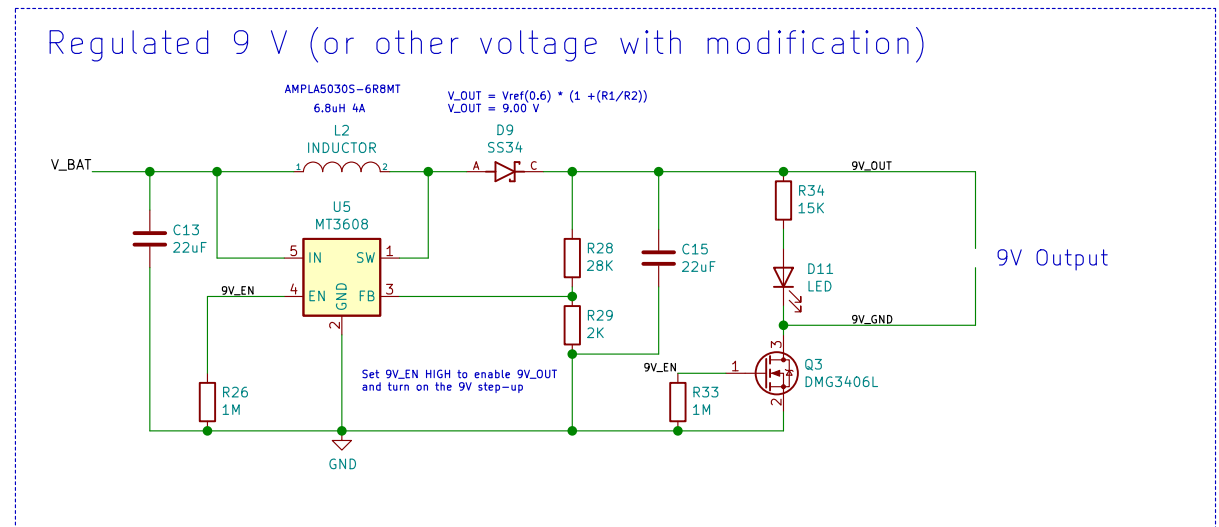 Regulated 9 V (or other voltage with modification)
AMPLA5030S-6R8MT
6.8uH 4A
V_OUT = Vref(0.6) * (1 +(R1/R2))
V_OUT = 9.00 V
L2
INDUCTOR
D9
SS34
V_BAT
1
2
A
C
9V_OUT
R34
15K
U5
MT3608
C13
22uF
5
IN
SW
1
R28
28K
C15
22uF
9V Output
D11
LED
9V_EN
4
EN
GND
FB
3
2
R29
2K
9V_GND
3
Set 9V_EN HIGH to enable 9V_OUT
and turn on the 9V step-up
9V_EN
1
Q3
DMG3406L
2
R26
1M
R33
1M
GND